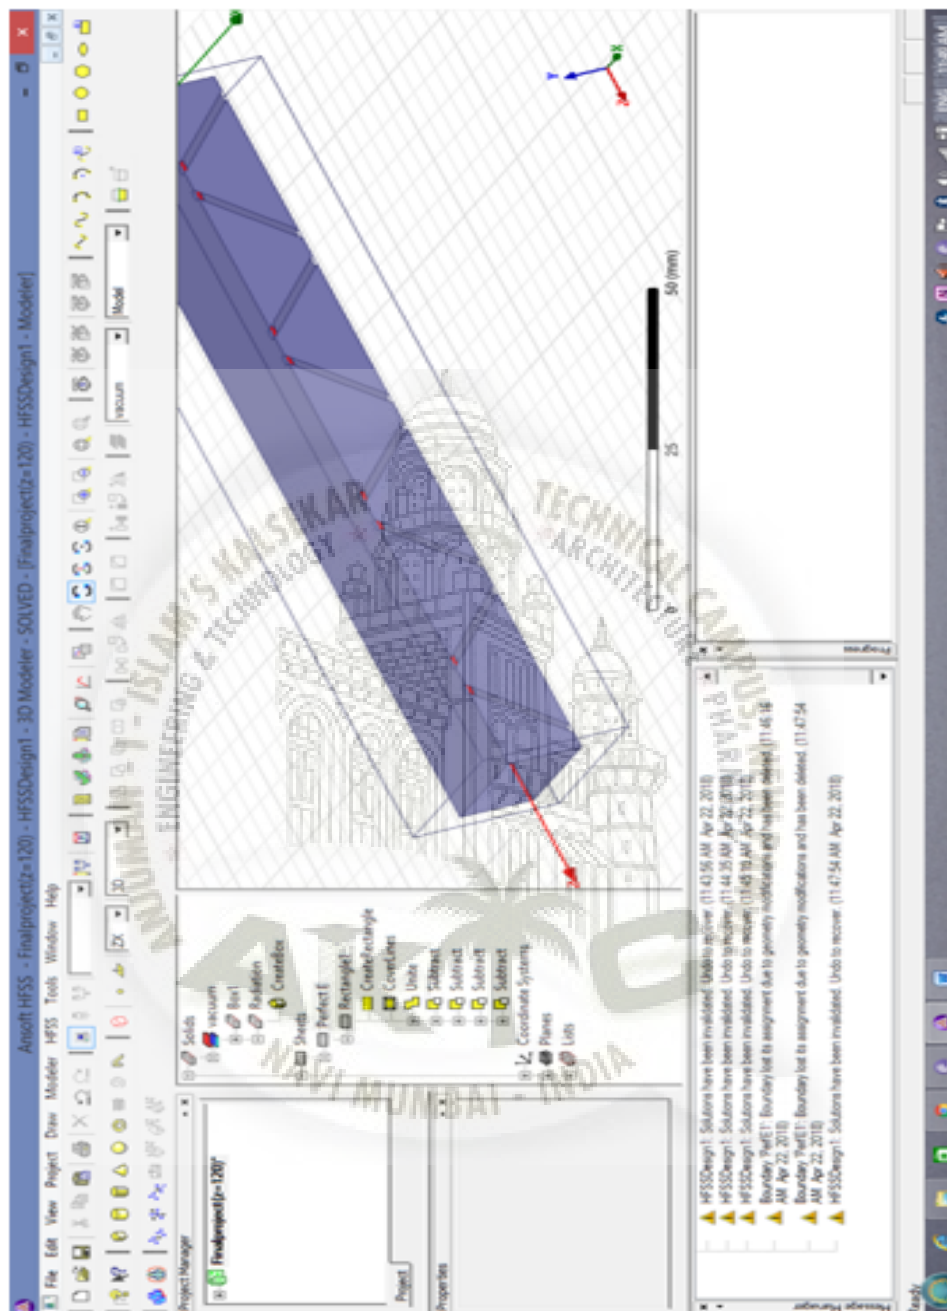 Ansoft HFSS - Finalproject(z=120) - HFSSDesign1 - 3D Modeler - SOLVED - [Finalproject(z=120) - HFSSDesign1 - Modeler]
File Edit View Project Draw Modeler HFSS Tools Window Help
ZX
3D
vacuum
Model
Project Manager
Finalproject(z=120)*
Project
Properties
Solids
vacuum
Box1
Radiation
CreateBox
Sheets
Perfect E
Rectangle1
CreateRectangle
CoverLines
Unite
Subtract
Subtract
Subtract
Subtract
Coordinate Systems
Planes
Lists
Z
Y
X
Z
0 25 50 (mm)
HFSSDesign1: Solutions have been invalidated. Undo to recover. (11:43:56 AM Apr 22, 2018)
HFSSDesign1: Solutions have been invalidated. Undo to recover. (11:44:35 AM Apr 22, 2018)
HFSSDesign1: Solutions have been invalidated. Undo to recover. (11:45:18 AM Apr 22, 2018)
Boundary 'PerfE1': Boundary lost its assignment due to geometry modifications and has been deleted. (11:46:16
AM Apr 22, 2018)
Boundary 'PerfE1': Boundary lost its assignment due to geometry modifications and has been deleted. (11:47:54
AM Apr 22, 2018)
HFSSDesign1: Solutions have been invalidated. Undo to recover. (11:47:54 AM Apr 22, 2018)
Message Manager
Progress
Ready
ISLAM'S KALSEKAR TECHNICAL CAMPUS
ENGINEERING & TECHNOLOGY
ARCHITECTURE
NAVI MUMBAI - INDIA